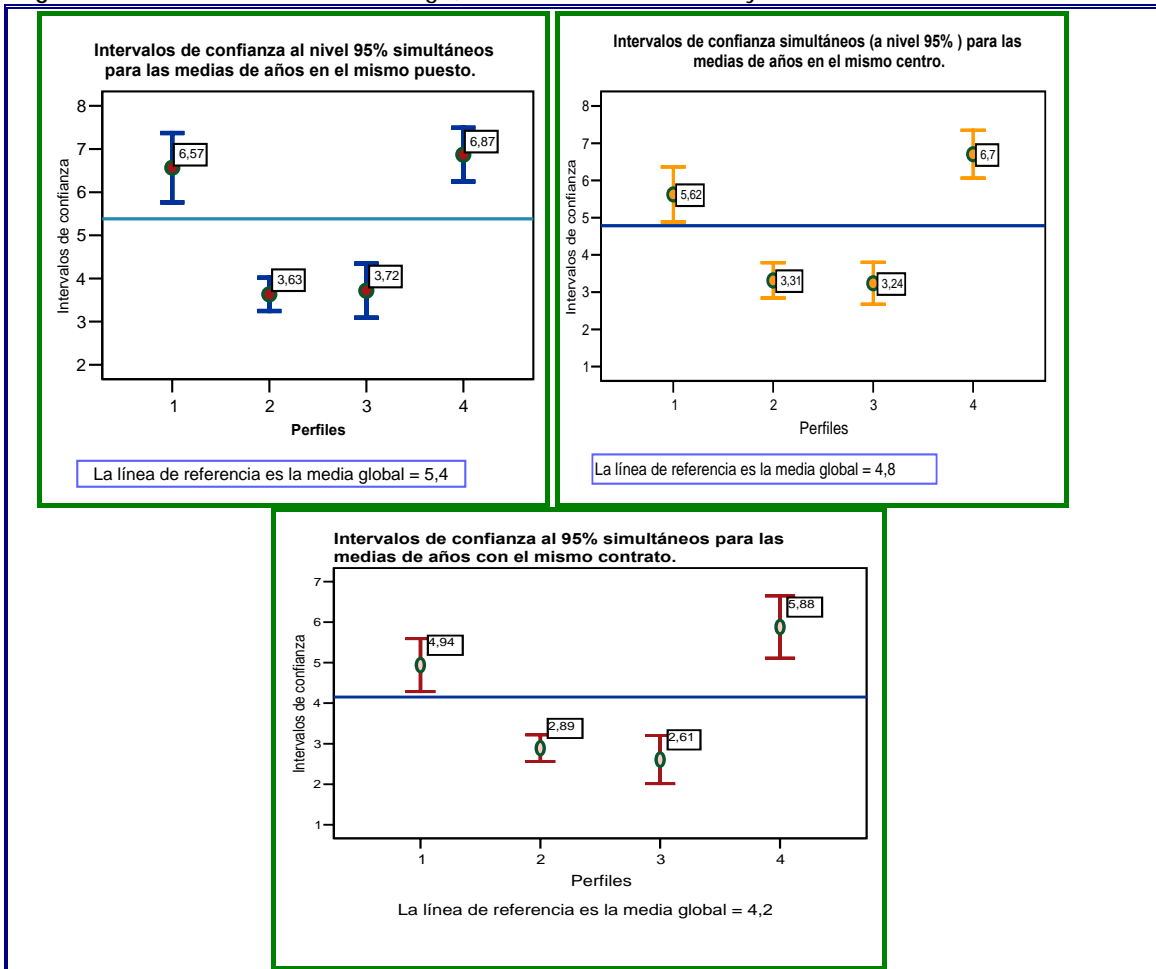 Intervalos de confianza al nivel 95% simultáneos
para las medias de años en el mismo puesto.
Intervalos de confianza
8
7
6
5
4
3
2
6,57
3,63
3,72
6,87
1 2 3 4
Perfiles
La línea de referencia es la media global = 5,4
Intervalos de confianza simultáneos (a nivel 95% ) para las
medias de años en el mismo centro.
Intervalos de confianza
8
7
6
5
4
3
2
1
5,62
3,31
3,24
6,7
1 2 3 4
Perfiles
La línea de referencia es la media global = 4,8
Intervalos de confianza al 95% simultáneos para las
medias de años con el mismo contrato.
Intervalos de confianza
7
6
5
4
3
2
1
4,94
2,89
2,61
5,88
1 2 3 4
Perfiles
La línea de referencia es la media global = 4,2